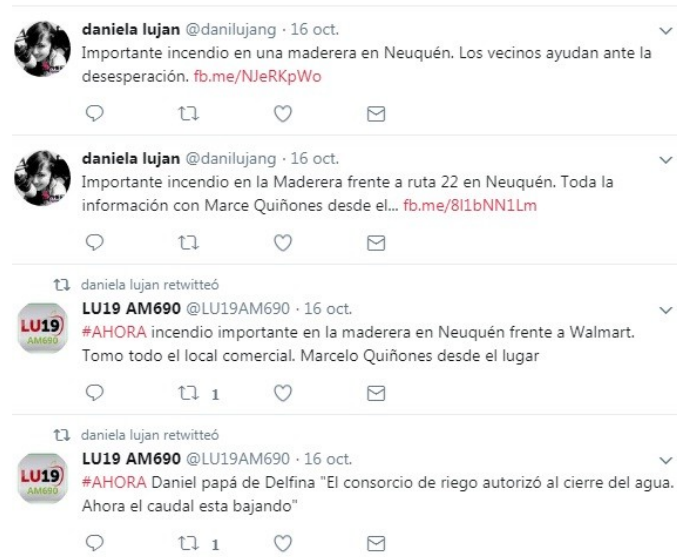 daniela lujan @danilujang · 16 oct.
Importante incendio en una maderera en Neuquén. Los vecinos ayudan ante la
desesperación. fb.me/NJeRKpWo
daniela lujan @danilujang · 16 oct.
Importante incendio en la Maderera frente a ruta 22 en Neuquén. Toda la
información con Marce Quiñones desde el... fb.me/8l1bNN1Lm
daniela lujan retwitteó
LU19 AM690 @LU19AM690 · 16 oct.
LU19
AM690
#AHORA incendio importante en la maderera en Neuquén frente a Walmart.
Tomo todo el local comercial. Marcelo Quiñones desde el lugar
1
daniela lujan retwitteó
LU19 AM690 @LU19AM690 · 16 oct.
LU19
AM690
#AHORA Daniel papá de Delfina "El consorcio de riego autorizó al cierre del agua.
Ahora el caudal esta bajando"
1